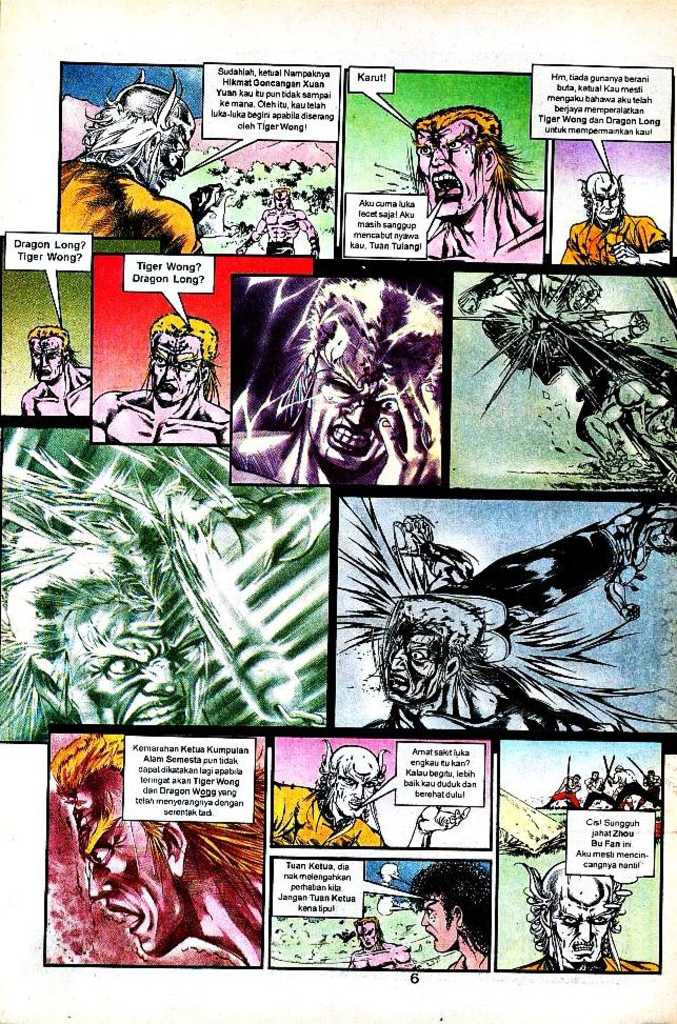 Sudahlah, ketua! Nampaknya
Hikmat Goncangan Xuan
Yuan kau itu pun tidak sampai
ke mana. Oleh itu, kau telah
luka-luka begini apabila diserang
oleh Tiger Wong!
Karut!
Aku cuma
lecet saja! Aku
masih sanggup
membukat nyawa
kau, Tuan Tulang!
Hm, tiada gunanya berani
buta, ketua! Kau mesti
mengaku bahawa aku telah
berjaya memperalatkan
Tiger Wong dan Dragon Long
untuk mempermainkan kau!
Dragon Long?
Tiger Wong?
Tiger Wong?
Dragon Long?
Kemarahan Ketua Kumpulan
Alam Semesta pun tidak
dapat dikatakan lagi apabila
teringat akan Tiger Wong
dan Dragon Wong yang
telah menyerangnya dengan
serentak tadi.
Amat sakit luka
engkau itu kan?
Kalau begitu, lebih
baik kau duduk dan
berehat dulu!
Tuan Ketua, dia
nak melengahkan
perhatian kita
Jangan Tuan Ketua
kena tipu!
Cis! Sungguh
jahat Zhou
Bu Fan ini
Aku mesti mencin-
cangnya nanti!
6